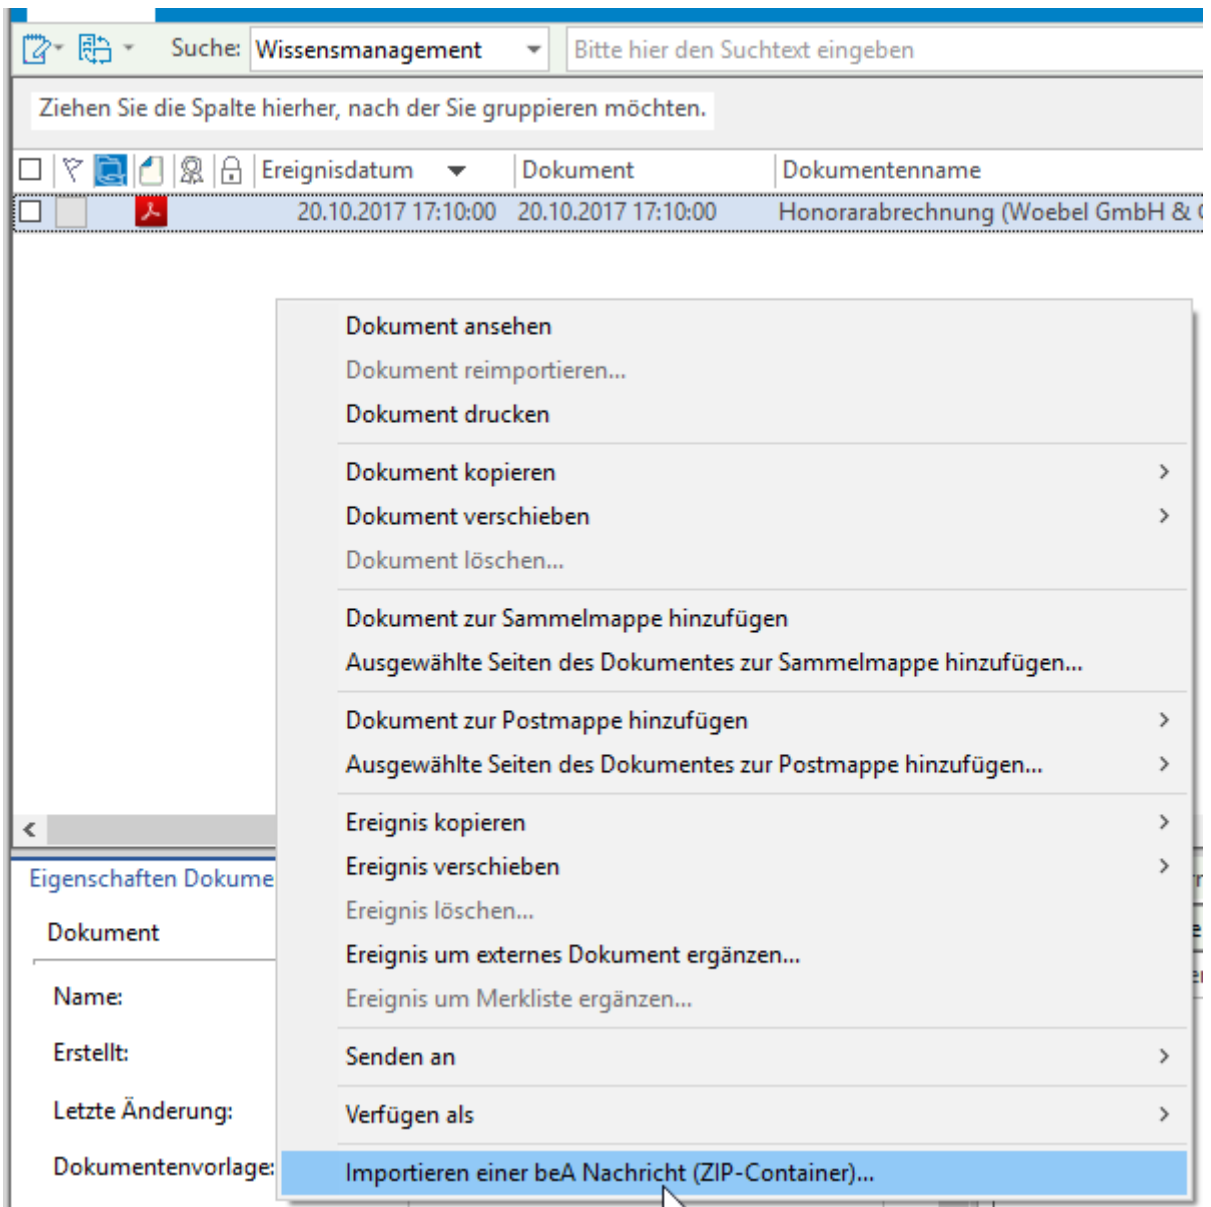 Suche: Wissensmanagement Bitte hier den Suchtext eingeben
Ziehen Sie die Spalte hierher, nach der Sie gruppieren möchten.
Ereignisdatum Dokument Dokumentenname
20.10.2017 17:10:00 20.10.2017 17:10:00 Honorarabrechnung (Woebel GmbH &
Dokument ansehen
Dokument reimportieren...
Dokument drucken
Dokument kopieren
Dokument verschieben
Dokument löschen...
Dokument zur Sammelmappe hinzufügen
Ausgewählte Seiten des Dokumentes zur Sammelmappe hinzufügen...
Dokument zur Postmappe hinzufügen
Ausgewählte Seiten des Dokumentes zur Postmappe hinzufügen...
Ereignis kopieren
Ereignis verschieben
Ereignis löschen...
Ereignis um externes Dokument ergänzen...
Ereignis um Merkliste ergänzen...
Senden an
Verfügen als
Importieren einer beA Nachricht (ZIP-Container)...
Eigenschaften Dokume
Dokument
Name:
Erstellt:
Letzte Änderung:
Dokumentenvorlage: